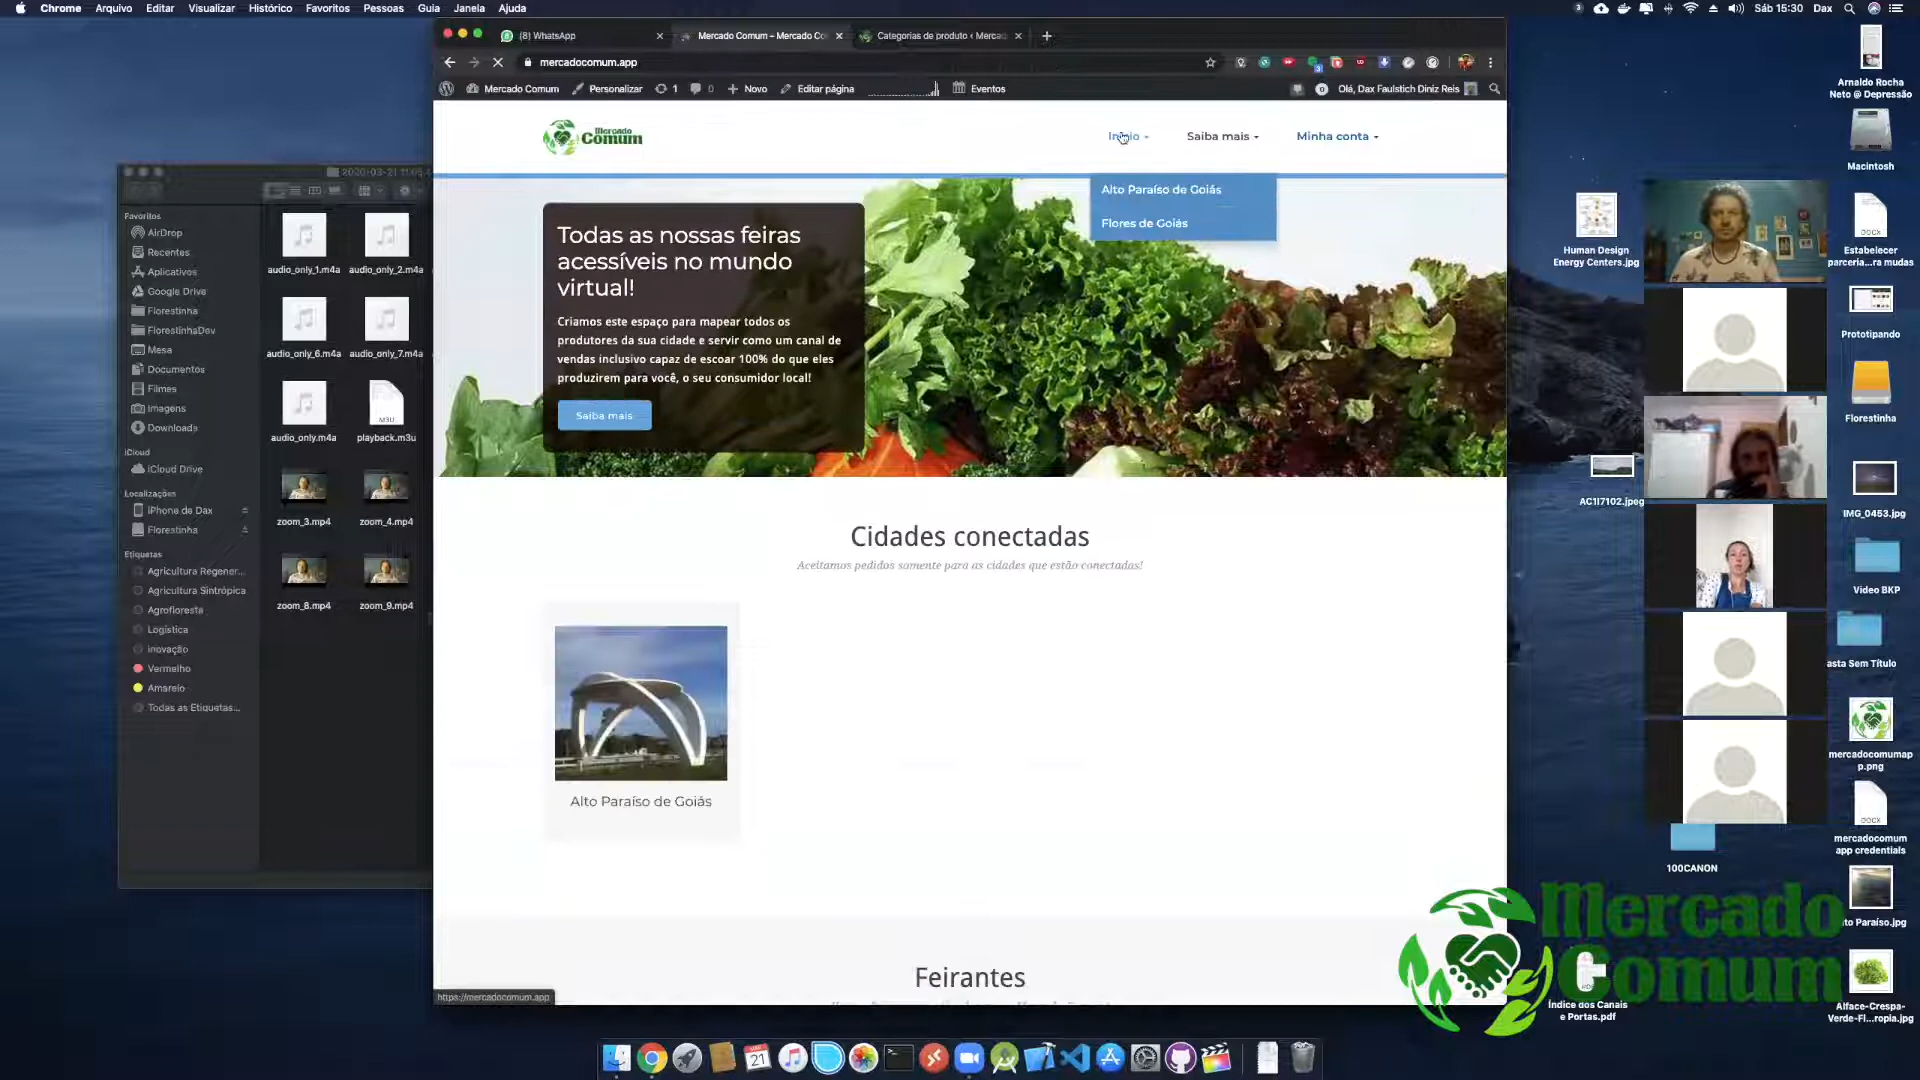 Chrome Arquivo Editar Visualizar Histórico Favoritos Pessoas Guia Janela Ajuda
Sáb 15:30 Dax
(8) WhatsApp
Mercado Comum – Mercado Co
Categorias de produto ‹ Merca
mercadocomum.app
Mercado Comum Personalizar 1 0 Novo Editar página Eventos
Olá, Dax Faulstich Diniz Reis
Mercado
Comum
Início Saiba mais Minha conta
Alto Paraíso de Goiás
Flores de Goiás
Todas as nossas feiras
acessíveis no mundo
virtual!
Criamos este espaço para mapear todos os
produtores da sua cidade e servir como um canal de
vendas inclusivo capaz de escoar 100% do que eles
produzirem para você, o seu consumidor local!
Saiba mais
Cidades conectadas
Aceitamos pedidos somente para as cidades que estão conectadas!
Alto Paraíso de Goiás
Feirantes
https://mercadocomum.app
Favoritos
AirDrop
Recentes
Aplicativos
Google Drive
Florestinha
FlorestinhaDev
Mesa
Documentos
Filmes
Imagens
Downloads
iCloud
iCloud Drive
Localizações
iPhone de Dax
Florestinha
Etiquetas
Agricultura Regener...
Agricultura Sintrópica
Agrofloresta
Logística
inovação
Vermelho
Amarelo
Todas as Etiquetas...
audio_only_1.m4a
audio_only_2.m4a
audio_only_6.m4a
audio_only_7.m4a
audio_only.m4a
M3U
playback.m3u
zoom_3.mp4
zoom_4.mp4
zoom_8.mp4
zoom_9.mp4
Arnaldo Rocha
Neto @ Depressão
Macintosh
Human Design
Energy Centers.jpg
DOCX
Estabelecer
parceria...ra mudas
Prototipando
Florestinha
AC1I7102.jpeg
IMG_0453.jpg
Video BKP
asta Sem Título
mercadocomumap
p.png
DOCX
mercadocomum
app credentials
100CANON
to Paraíso.jpg
Índice dos Canais
e Portas.pdf
Alface-Crespa-
Verde-Fl...ropia.jpg
Mercado
Comum
MAR
21